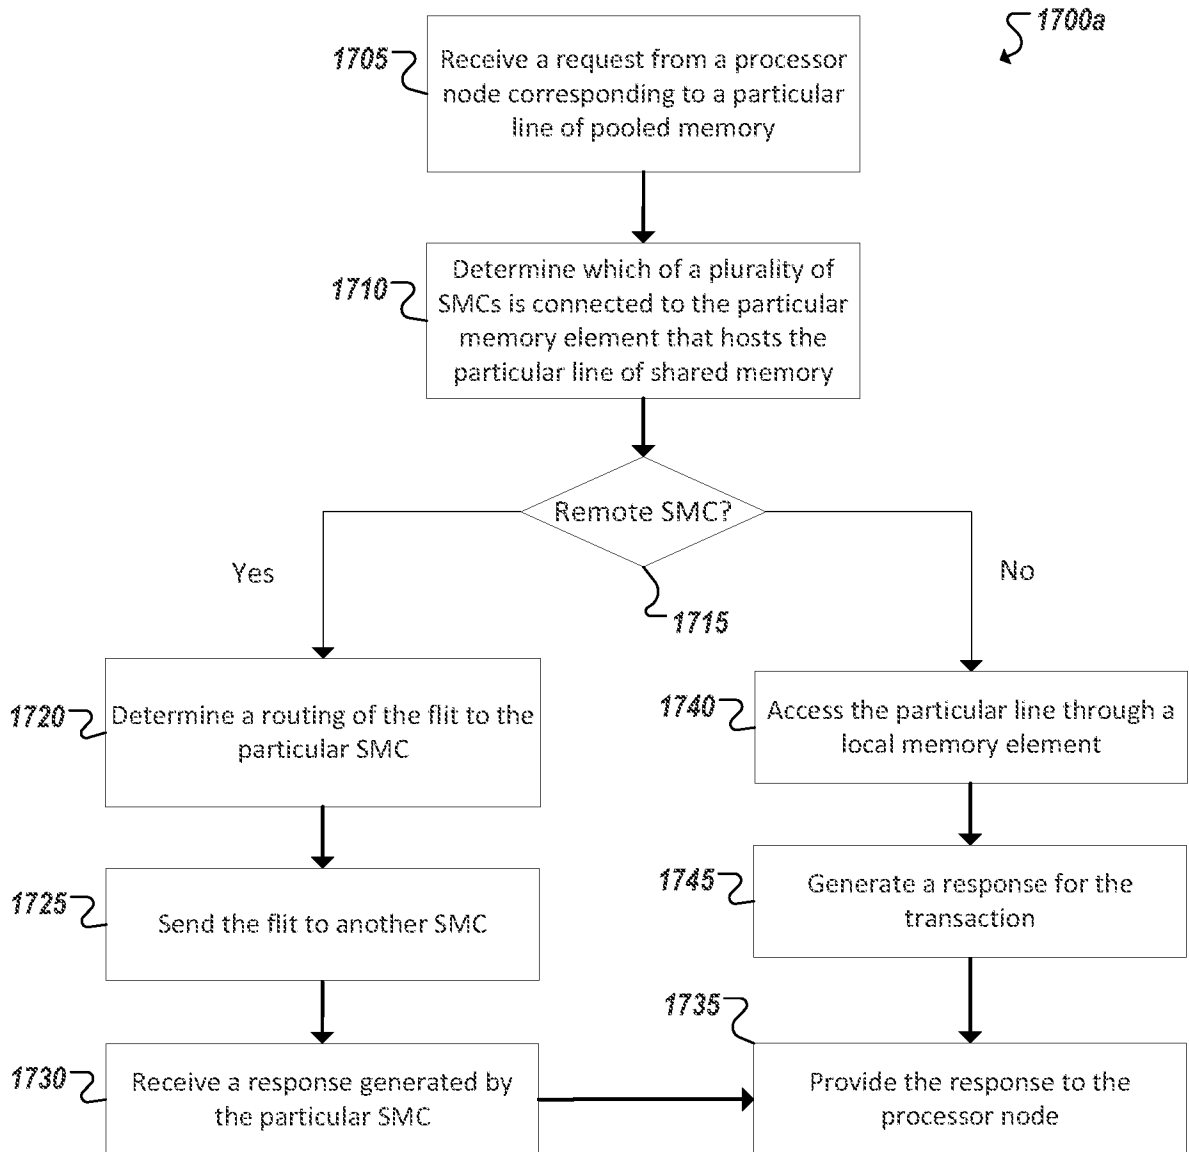 1700a
1705
Receive a request from a processor
node corresponding to a particular
line of pooled memory
1710
Determine which of a plurality of
SMCs is connected to the particular
memory element that hosts the
particular line of shared memory
Remote SMC?
Yes
No
1715
1720
Determine a routing of the flit to the
particular SMC
1740
Access the particular line through a
local memory element
1725
Send the flit to another SMC
1745
Generate a response for the
transaction
1730
Receive a response generated by
the particular SMC
1735
Provide the response to the
processor node